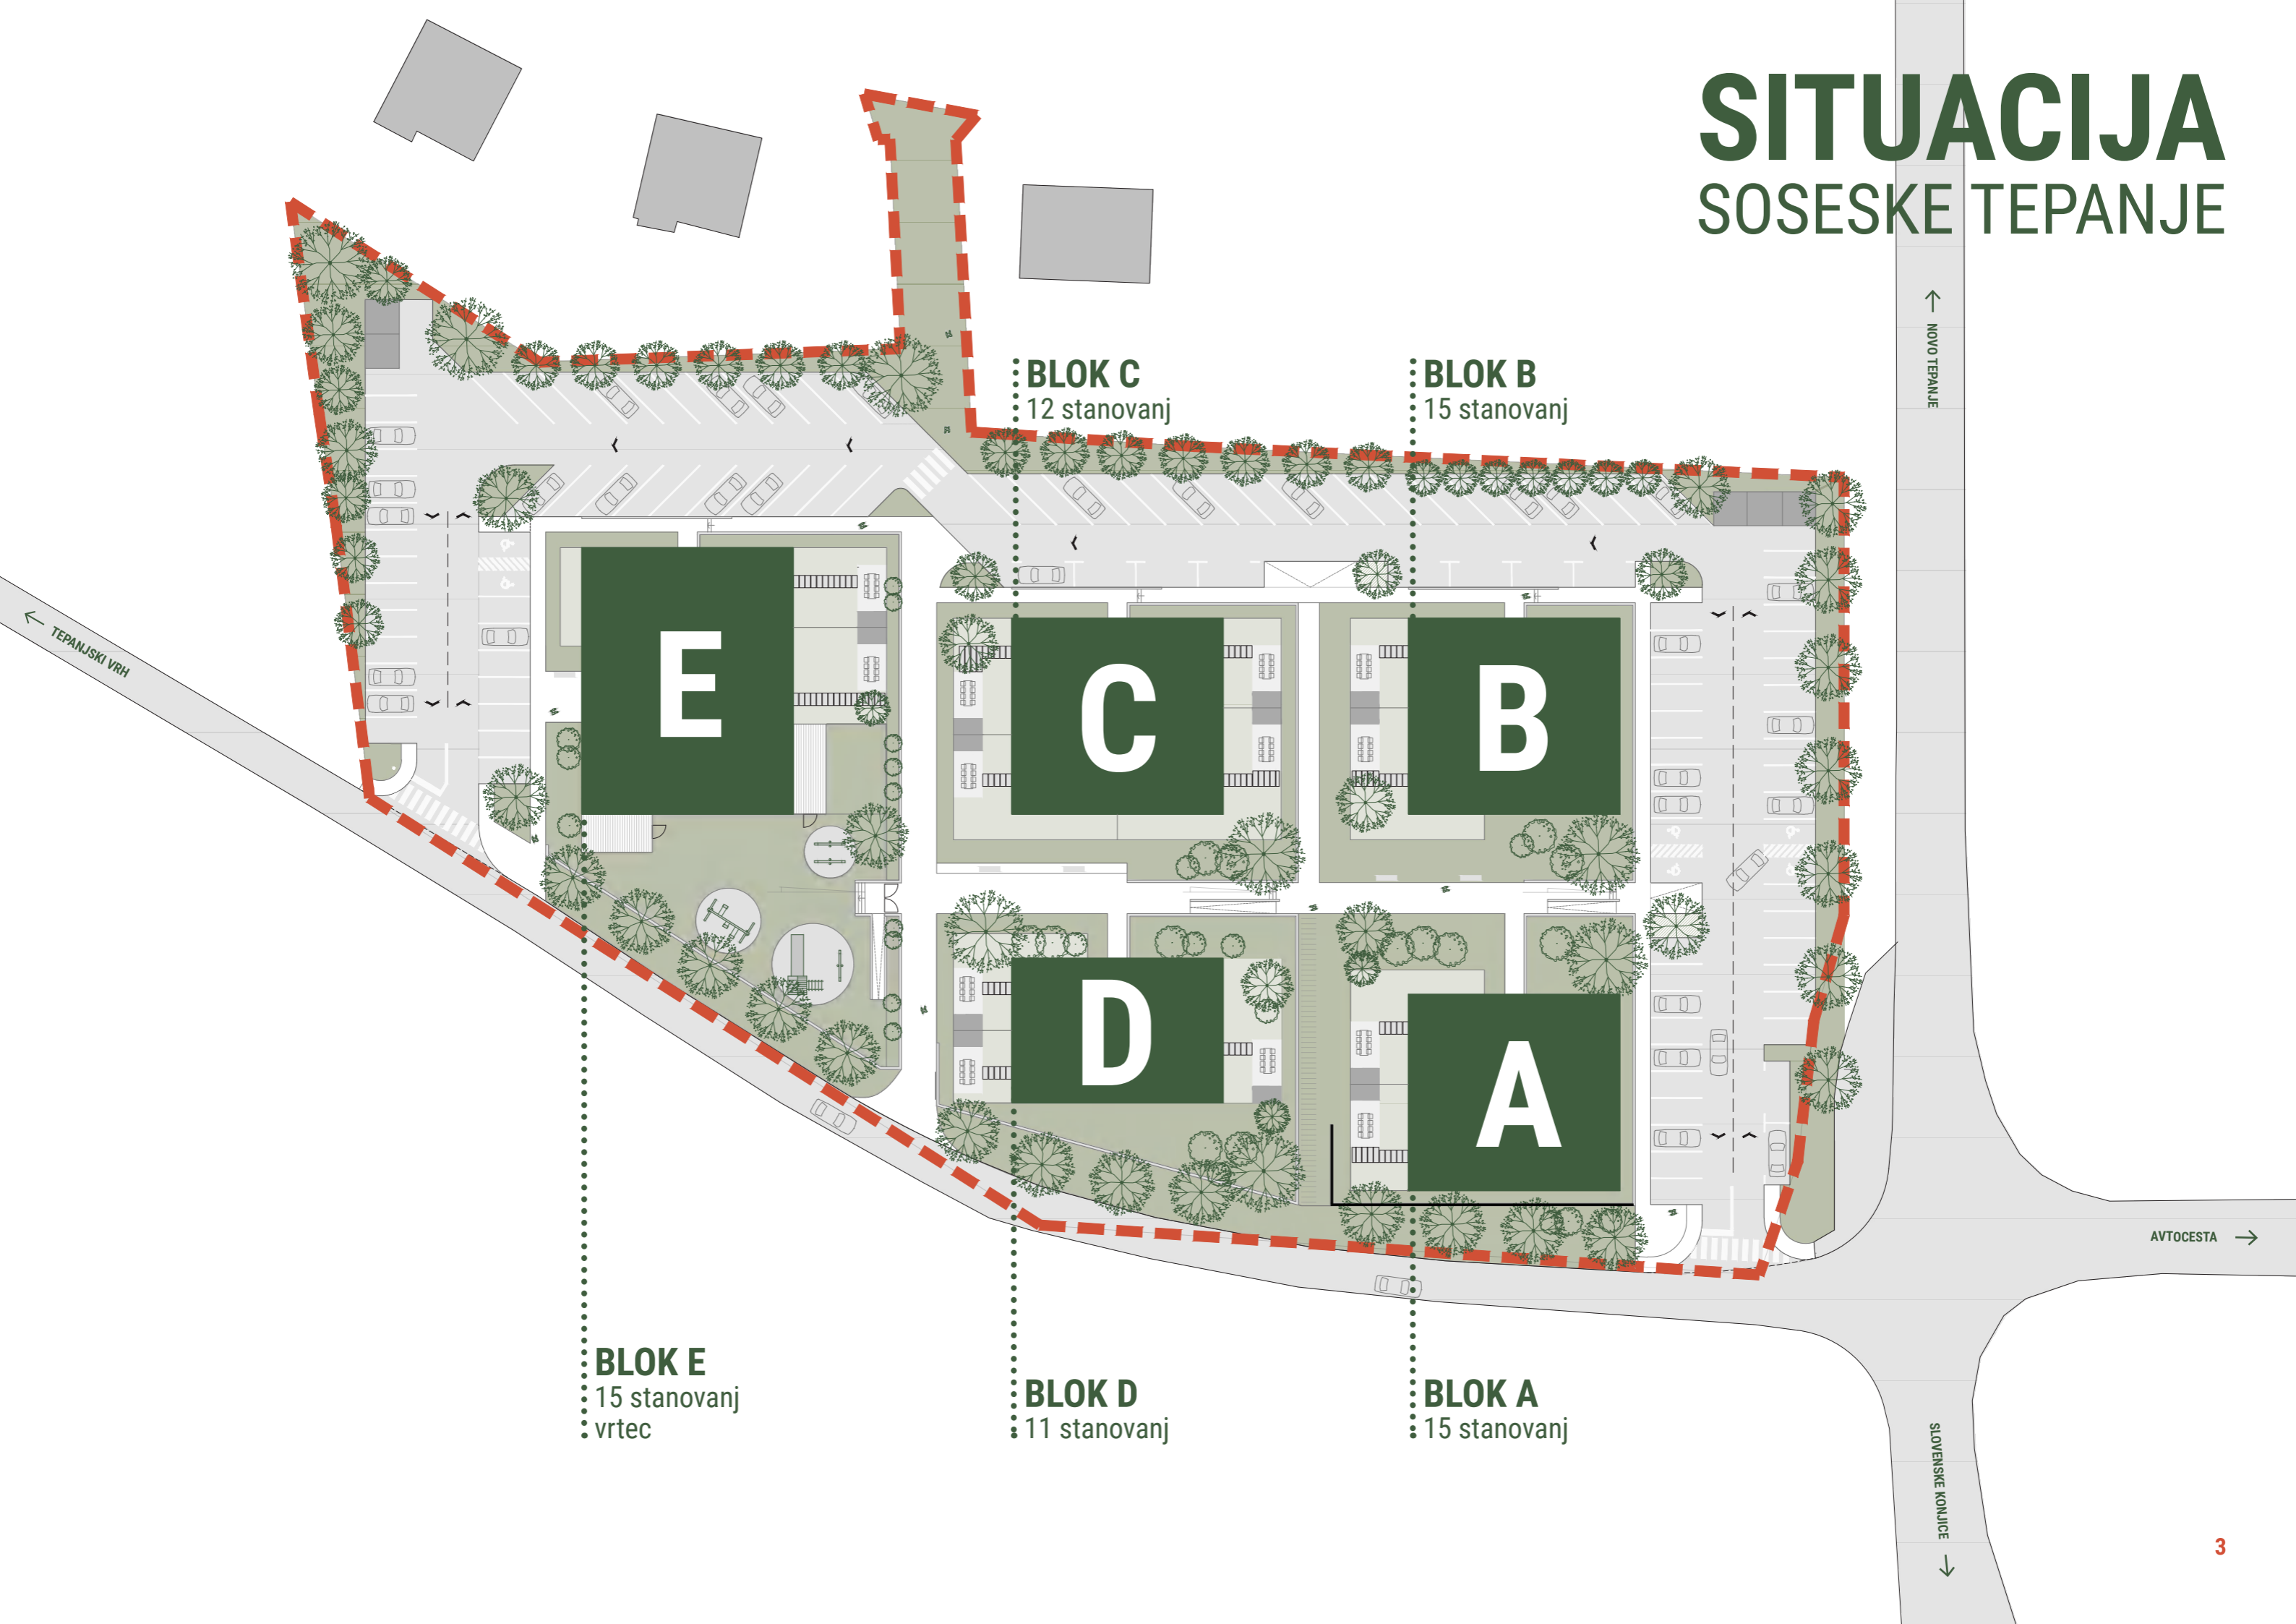 SITUACIJA
SOSESKE TEPANJE
NOVO TEPANJE
BLOK C
12 stanovanj
BLOK B
15 stanovanj
TEPANJSKI VRH
E
C
B
D
A
AVTOCESTA
BLOK E
15 stanovanj
vrtec
BLOK D
11 stanovanj
BLOK A
15 stanovanj
SLOVENSKE KONJICE
3